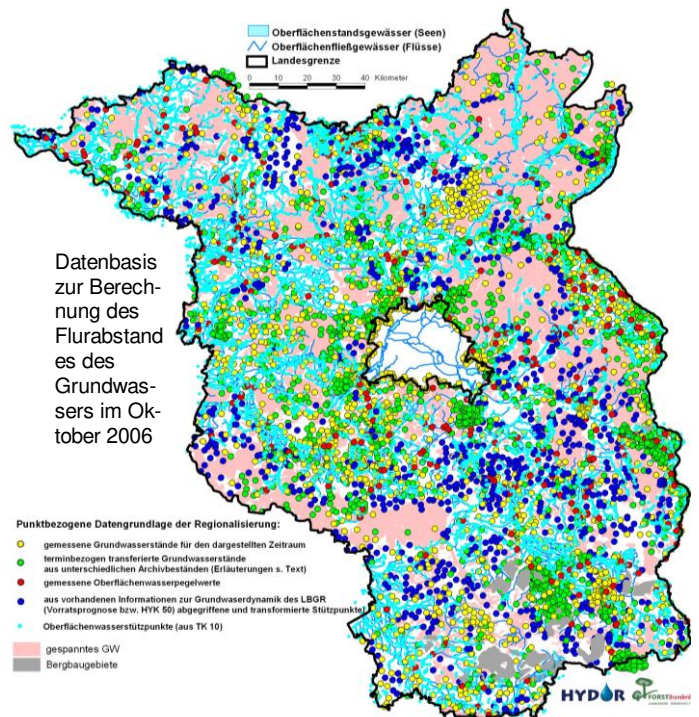 Oberflächenstandsgewässer (Seen)
Oberflächenfließgewässer (Flüsse)
Landesgrenze
0 20 40 Kilometer
Datenbasis
zur Berech-
nung des
Flurabstand
es des
Grundwas-
sers im Ok-
tober 2006
Punktbezogene Datengrundlage der Regionalisierung:
gemessene Grundwasserstände für den dargestellten Zeitraum
terminbezogen transferierte Grundwasserstände
aus unterschiedlichen Archivbeständen (Erläuterungen s. Text)
gemessene Oberflächenwasserpegelwerte
aus vorhandenen Informationen zur Grundwaserdynamik des LBGR
(Vorratsprognose bzw. HYK 50) abgegriffene und transformierte Stützpunkte
Oberflächenwasserstützpunkte (aus TK 10)
gespanntes GW
Bergbaugebiete
HYDOR FORST